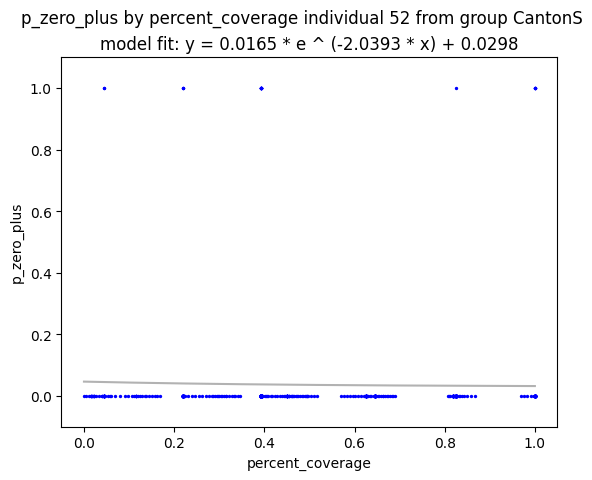 p_zero_plus by percent_coverage individual 52 from group CantonS
model fit: y = 0.0165 * e ^ (-2.0393 * x) + 0.0298
1.0
0.8
0.6
0.4
0.2
0.0
p_zero_plus
0.0 0.2 0.4 0.6 0.8 1.0
percent_coverage